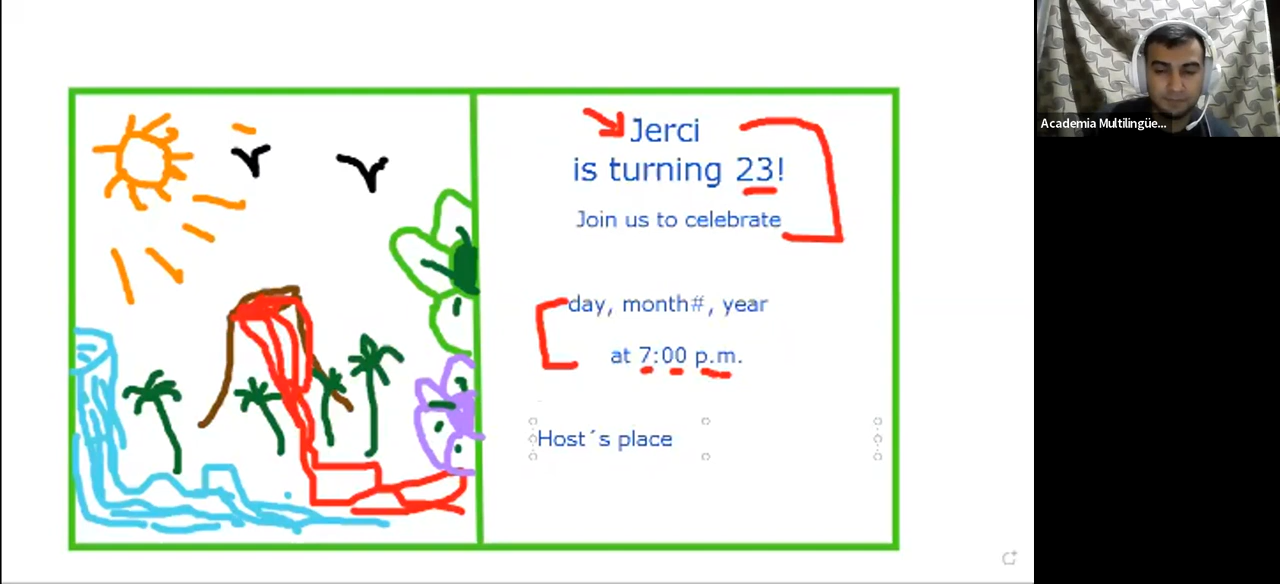 Jerci
is turning 23!
Join us to celebrate
day, month#, year
at 7:00 p.m.
Host´s place
Academia Multilingüe...